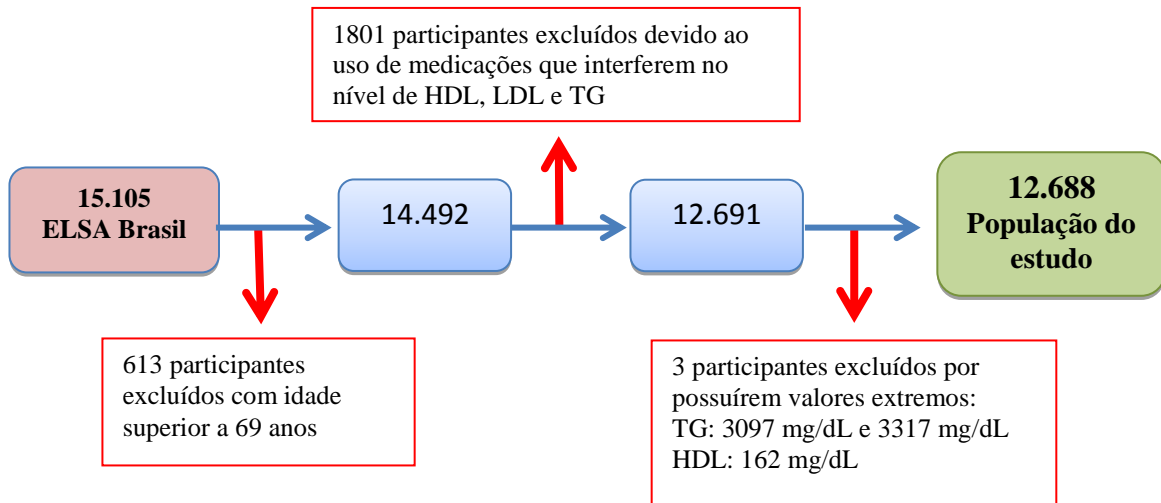 1801 participantes excluídos devido ao
uso de medicações que interferem no
nível de HDL, LDL e TG
15.105
ELSA Brasil
14.492
12.691
12.688
População do
estudo
613 participantes
excluídos com idade
superior a 69 anos
3 participantes excluídos por
possuírem valores extremos:
TG: 3097 mg/dL e 3317 mg/dL
HDL: 162 mg/dL